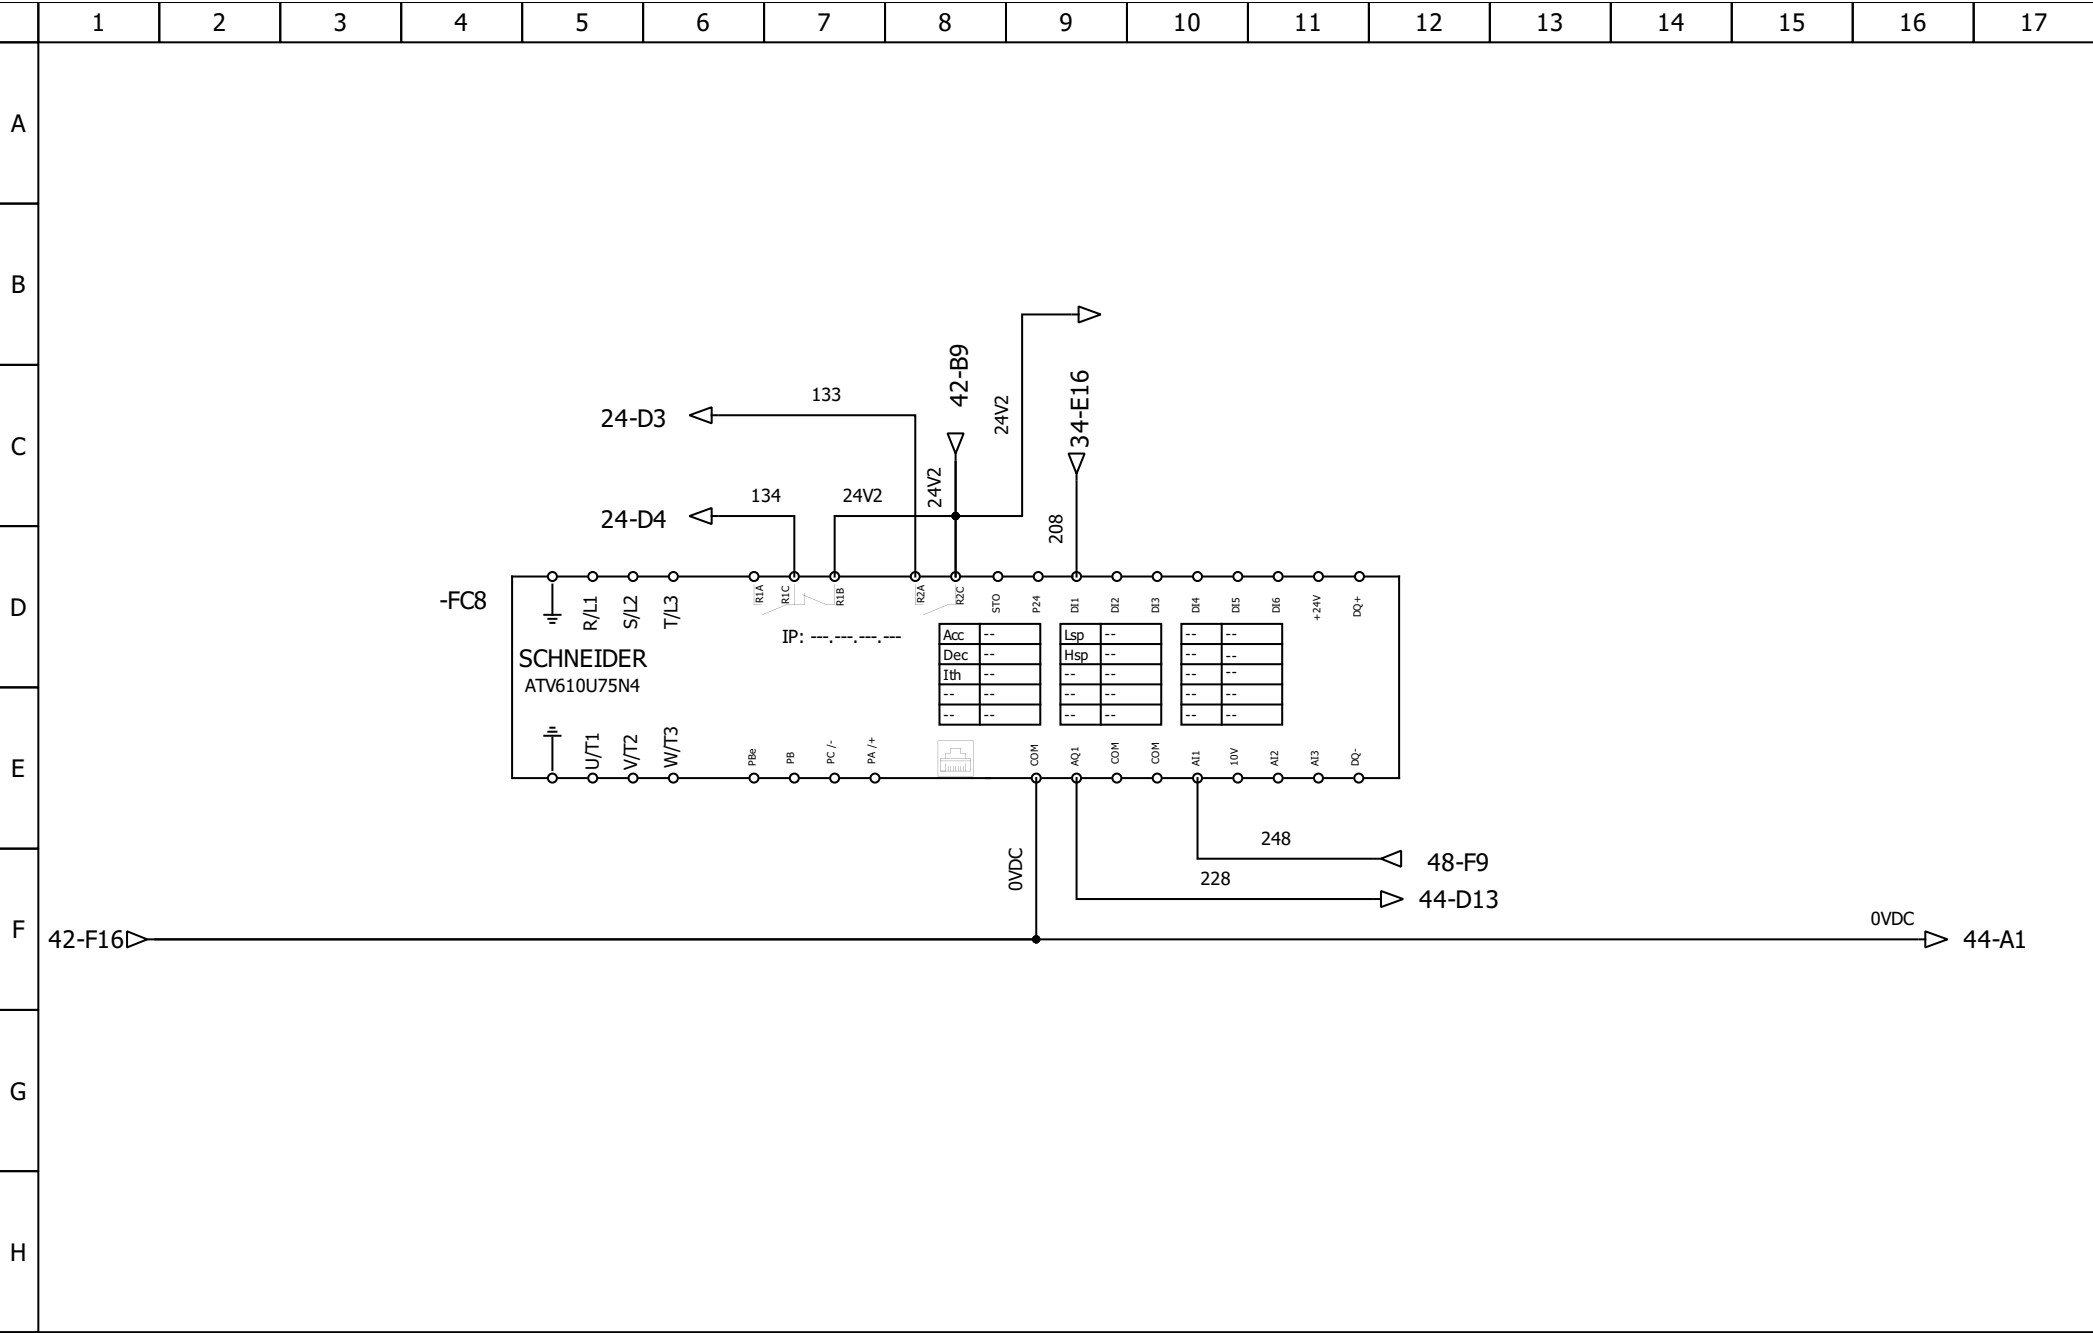 1 2 3 4 5 6 7 8 9 10 11 12 13 14 15 16 17
A
B
C
D
E
F
G
H
42-B9
24V2
34-E16
24-D3 133
24-D4 134 24V2
24V2
208
-FC8
R/L1 S/L2 T/L3 R1A R1C R1B R2A R2C STO P24 DI1 DI2 DI3 DI4 DI5 DI6 +24V DQ+
IP: ---.---.---.---
SCHNEIDER
ATV610U75N4
Acc -- Lsp -- -- --
Dec -- Hsp -- -- --
Ith -- -- -- -- --
-- -- -- -- -- --
-- -- -- -- -- --
U/T1 V/T2 W/T3 PBe PB PC /- PA /+ COM AQ1 COM COM AI1 10V AI2 AI3 DQ-
0VDC
248
48-F9
228
44-D13
42-F16
0VDC
44-A1